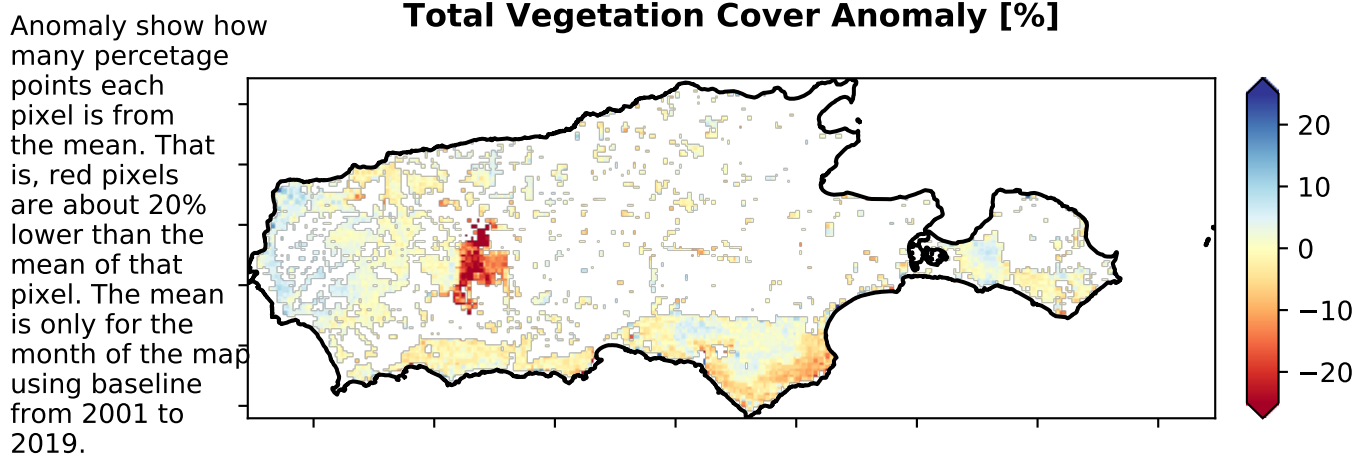 Total Vegetation Cover Anomaly [%]
Anomaly show how
many percetage
points each
pixel is from
the mean. That
is, red pixels
are about 20%
lower than the
mean of that
pixel. The mean
is only for the
month of the map
using baseline
from 2001 to
2019.
20
10
0
−10
−20